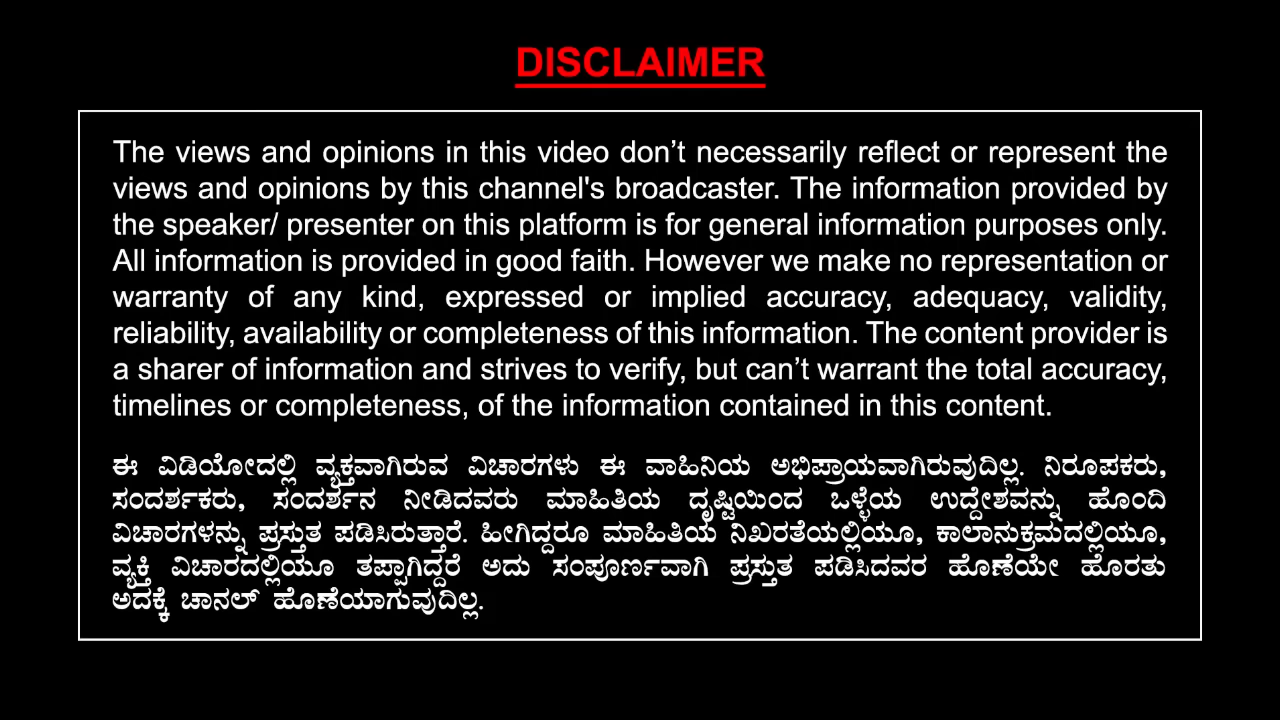 DISCLAIMER
The views and opinions in this video don’t necessarily reflect or represent the
views and opinions by this channel's broadcaster. The information provided by
the speaker/ presenter on this platform is for general information purposes only.
All information is provided in good faith. However we make no representation or
warranty of any kind, expressed or implied accuracy, adequacy, validity,
reliability, availability or completeness of this information. The content provider is
a sharer of information and strives to verify, but can’t warrant the total accuracy,
timelines or completeness, of the information contained in this content.
ಈ ವಿಡಿಯೋದಲ್ಲಿ ವ್ಯಕ್ತವಾಗಿರುವ ವಿಚಾರಗಳು ಈ ವಾಹಿನಿಯ ಅಭಿಪ್ರಾಯವಾಗಿರುವುದಿಲ್ಲ. ನಿರೂಪಕರು,
ಸಂದರ್ಶಕರು, ಸಂದರ್ಶನ ನೀಡಿದವರು ಮಾಹಿತಿಯ ದೃಷ್ಟಿಯಿಂದ ಒಳ್ಳೆಯ ಉದ್ದೇಶವನ್ನು ಹೊಂದಿ
ವಿಚಾರಗಳನ್ನು ಪ್ರಸ್ತುತ ಪಡಿಸಿರುತ್ತಾರೆ. ಹೀಗಿದ್ದರೂ ಮಾಹಿತಿಯ ನಿಖರತೆಯಲ್ಲಿಯೂ, ಕಾಲಾನುಕ್ರಮದಲ್ಲಿಯೂ,
ವ್ಯಕ್ತಿ ವಿಚಾರದಲ್ಲಿಯೂ ತಪ್ಪಾಗಿದ್ದರೆ ಅದು ಸಂಪೂರ್ಣವಾಗಿ ಪ್ರಸ್ತುತ ಪಡಿಸಿದವರ ಹೊಣೆಯೇ ಹೊರತು
ಅದಕ್ಕೆ ಚಾನಲ್ ಹೊಣೆಯಾಗುವುದಿಲ್ಲ.